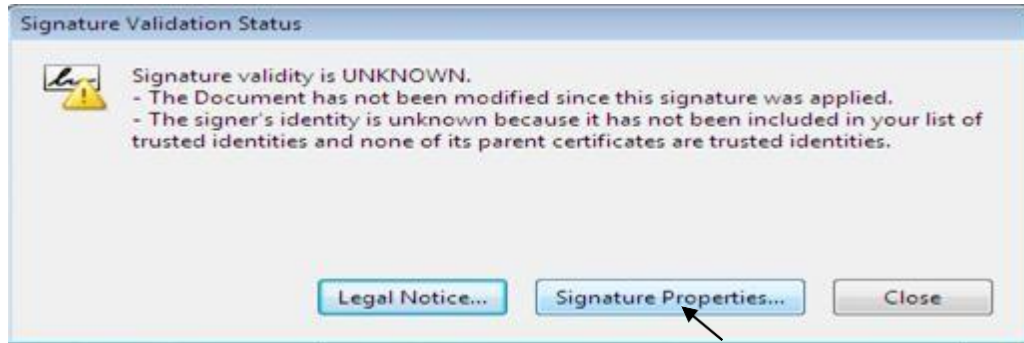 Signature Validation Status
Signature validity is UNKNOWN.
- The Document has not been modified since this signature was applied.
- The signer's identity is unknown because it has not been included in your list of
trusted identities and none of its parent certificates are trusted identities.
Legal Notice... Signature Properties... Close